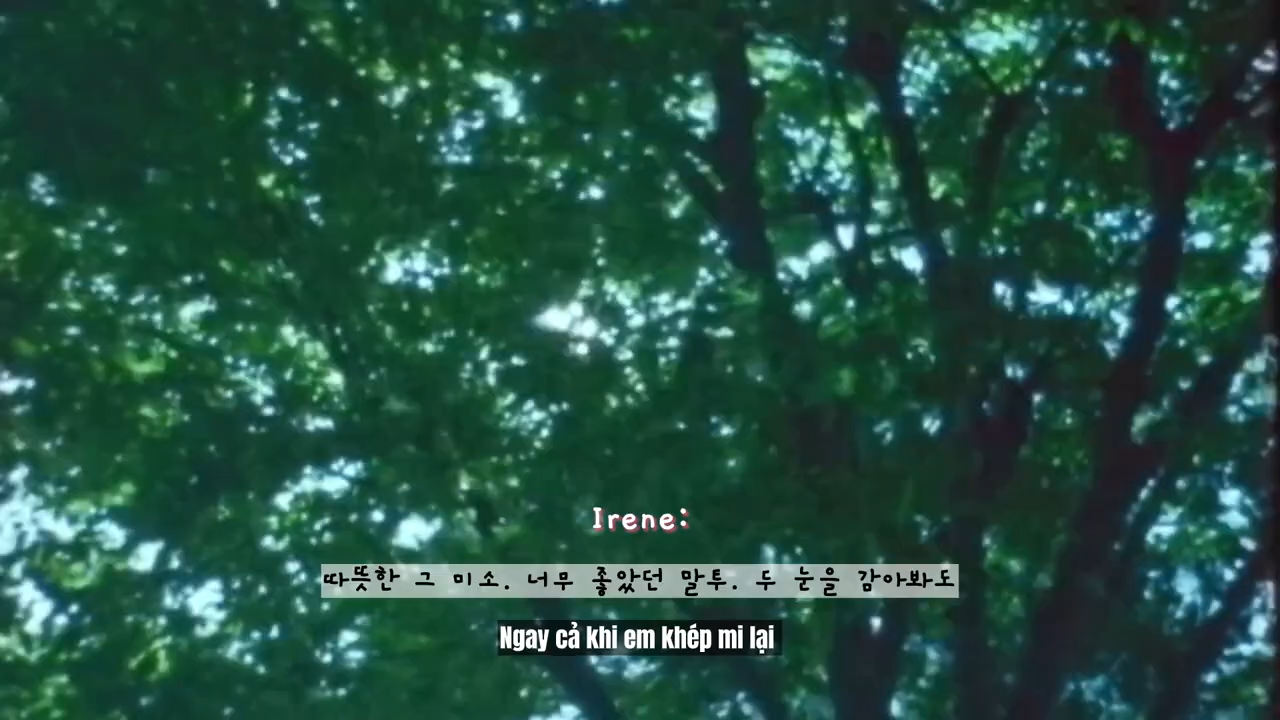 Irene:
따뜻한 그 미소. 너무 좋았던 말투. 두 눈을 감아봐도
Ngay cả khi em khép mi lại